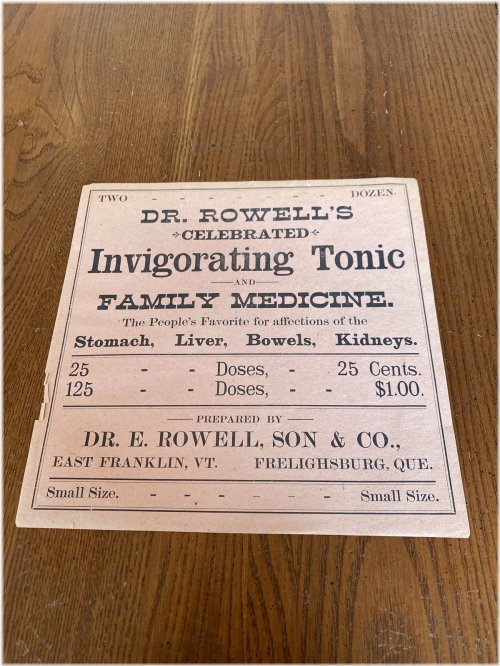 TWO - - - - - - - DOZEN.
DR. ROWELL'S
CELEBRATED
Invigorating Tonic
AND
FAMILY MEDICINE.
The People's Favorite for affections of the
Stomach, Liver, Bowels, Kidneys.
25 - - Doses, - - 25 Cents.
125 - - Doses, - - $1.00.
PREPARED BY
DR. E. ROWELL, SON & CO.,
EAST FRANKLIN, VT. FRELIGHSBURG, QUE.
Small Size. - - - - - - Small Size.